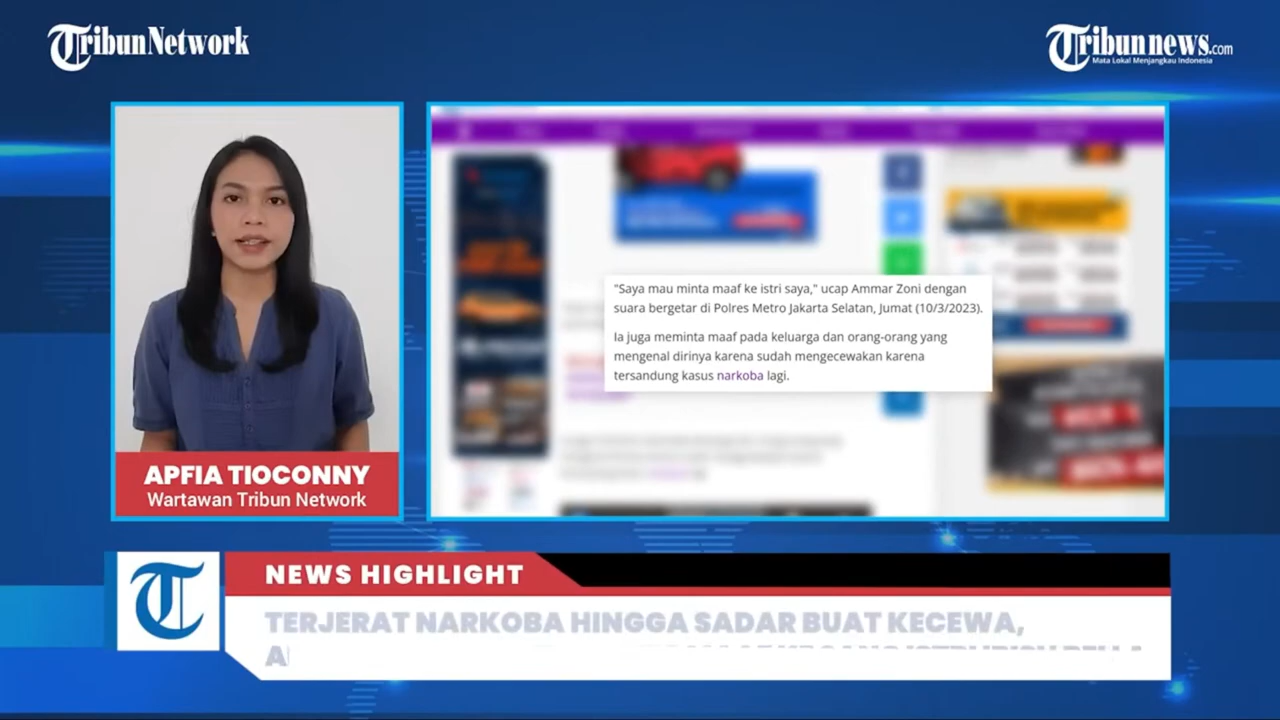 TribunNetwork
Tribunnews.com
Mata Lokal Menjangkau Indonesia
"Saya mau minta maaf ke istri saya," ucap Ammar Zoni dengan
suara bergetar di Polres Metro Jakarta Selatan, Jumat (10/3/2023).
Ia juga meminta maaf pada keluarga dan orang-orang yang
mengenal dirinya karena sudah mengecewakan karena
tersandung kasus narkoba lagi.
APFIA TIOCONNY
Wartawan Tribun Network
T
NEWS HIGHLIGHT
TERJERAT NARKOBA HINGGA SADAR BUAT KECEWA,